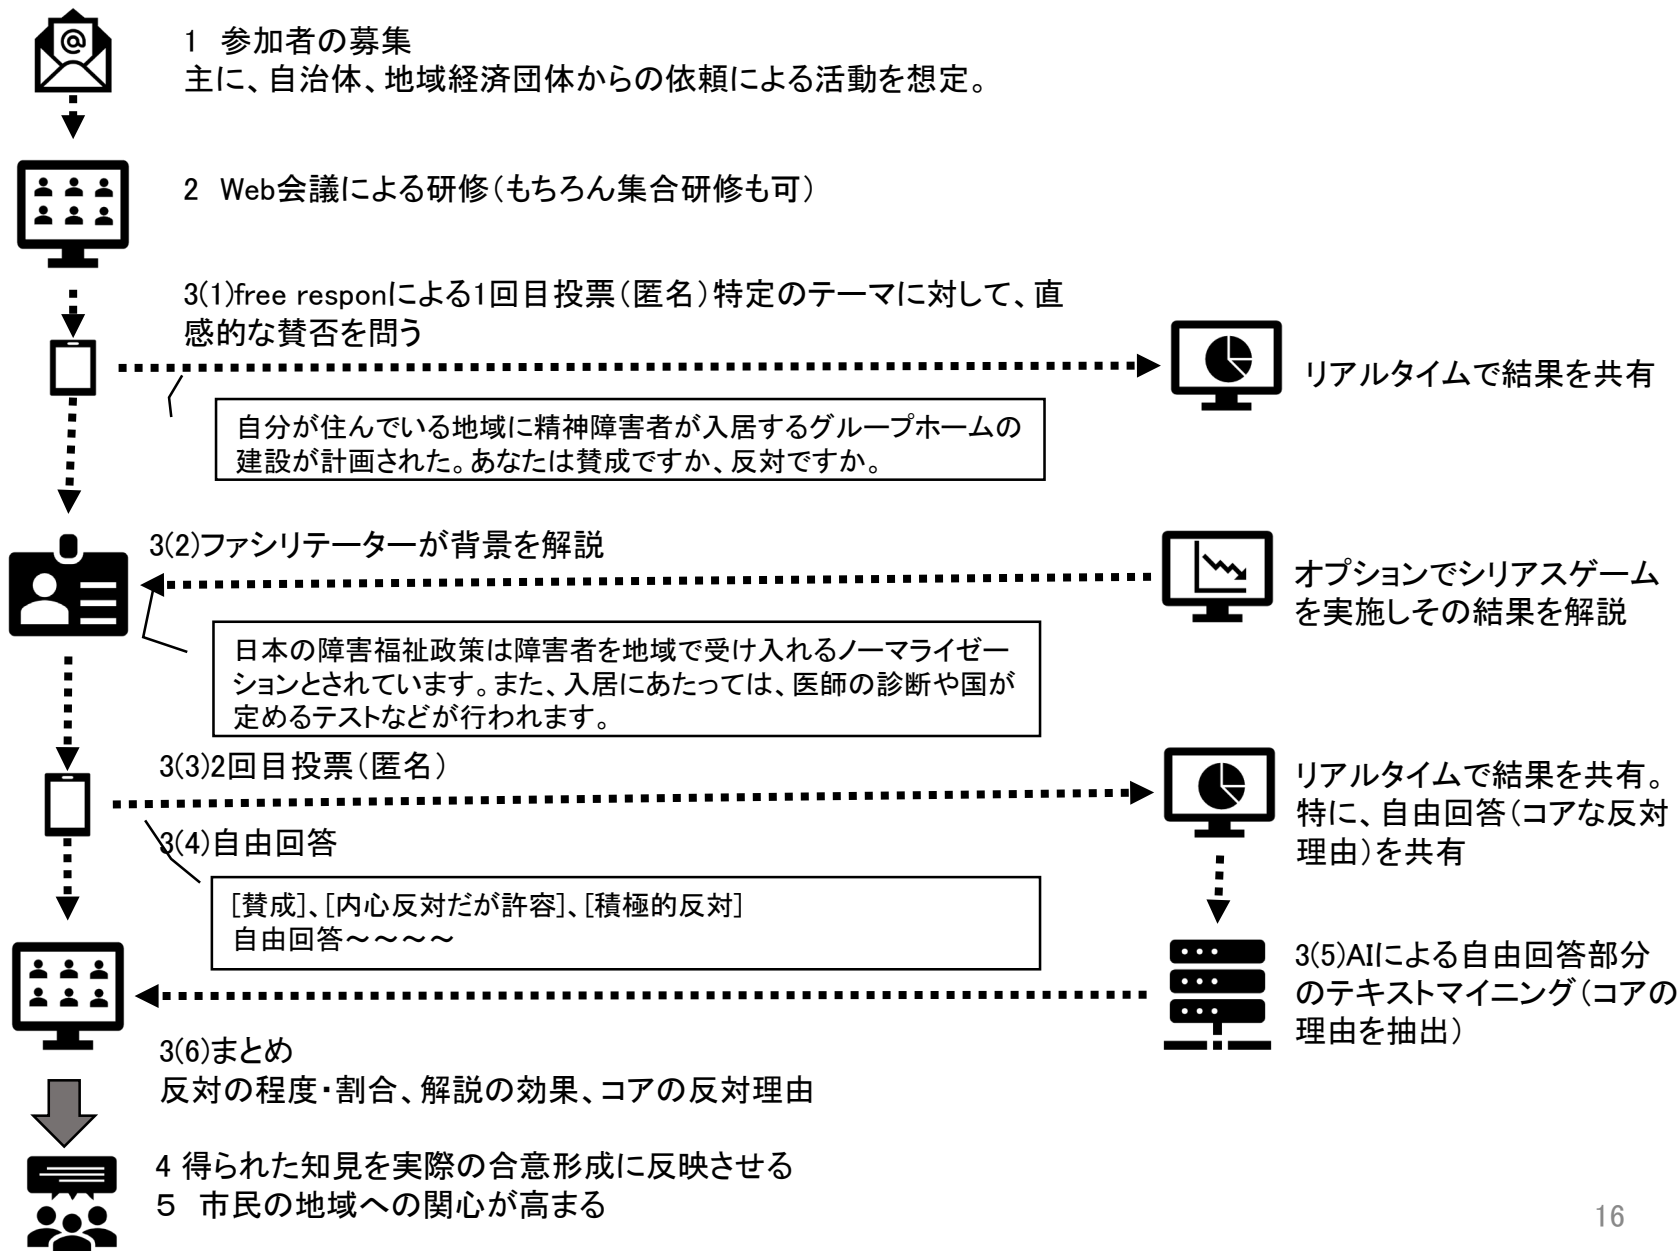 1　参加者の募集
主に、自治体、地域経済団体からの依頼による活動を想定。
2　Web会議による研修（もちろん集合研修も可）
3(1)free responによる1回目投票（匿名）特定のテーマに対して、直
感的な賛否を問う
リアルタイムで結果を共有
自分が住んでいる地域に精神障害者が入居するグループホームの
建設が計画された。あなたは賛成ですか、反対ですか。
3(2)ファシリテーターが背景を解説
オプションでシリアスゲーム
を実施しその結果を解説
日本の障害福祉政策は障害者を地域で受け入れるノーマライゼー
ションとされています。また、入居にあたっては、医師の診断や国が
定めるテストなどが行われます。
3(3)2回目投票（匿名）
リアルタイムで結果を共有。
特に、自由回答（コアな反対
理由）を共有
3(4)自由回答
[賛成]、[内心反対だが許容]、[積極的反対]
自由回答～～～～
3(5)AIによる自由回答部分
のテキストマイニング（コアの
理由を抽出）
3(6)まとめ
反対の程度・割合、解説の効果、コアの反対理由
4 得られた知見を実際の合意形成に反映させる
５　市民の地域への関心が高まる
16